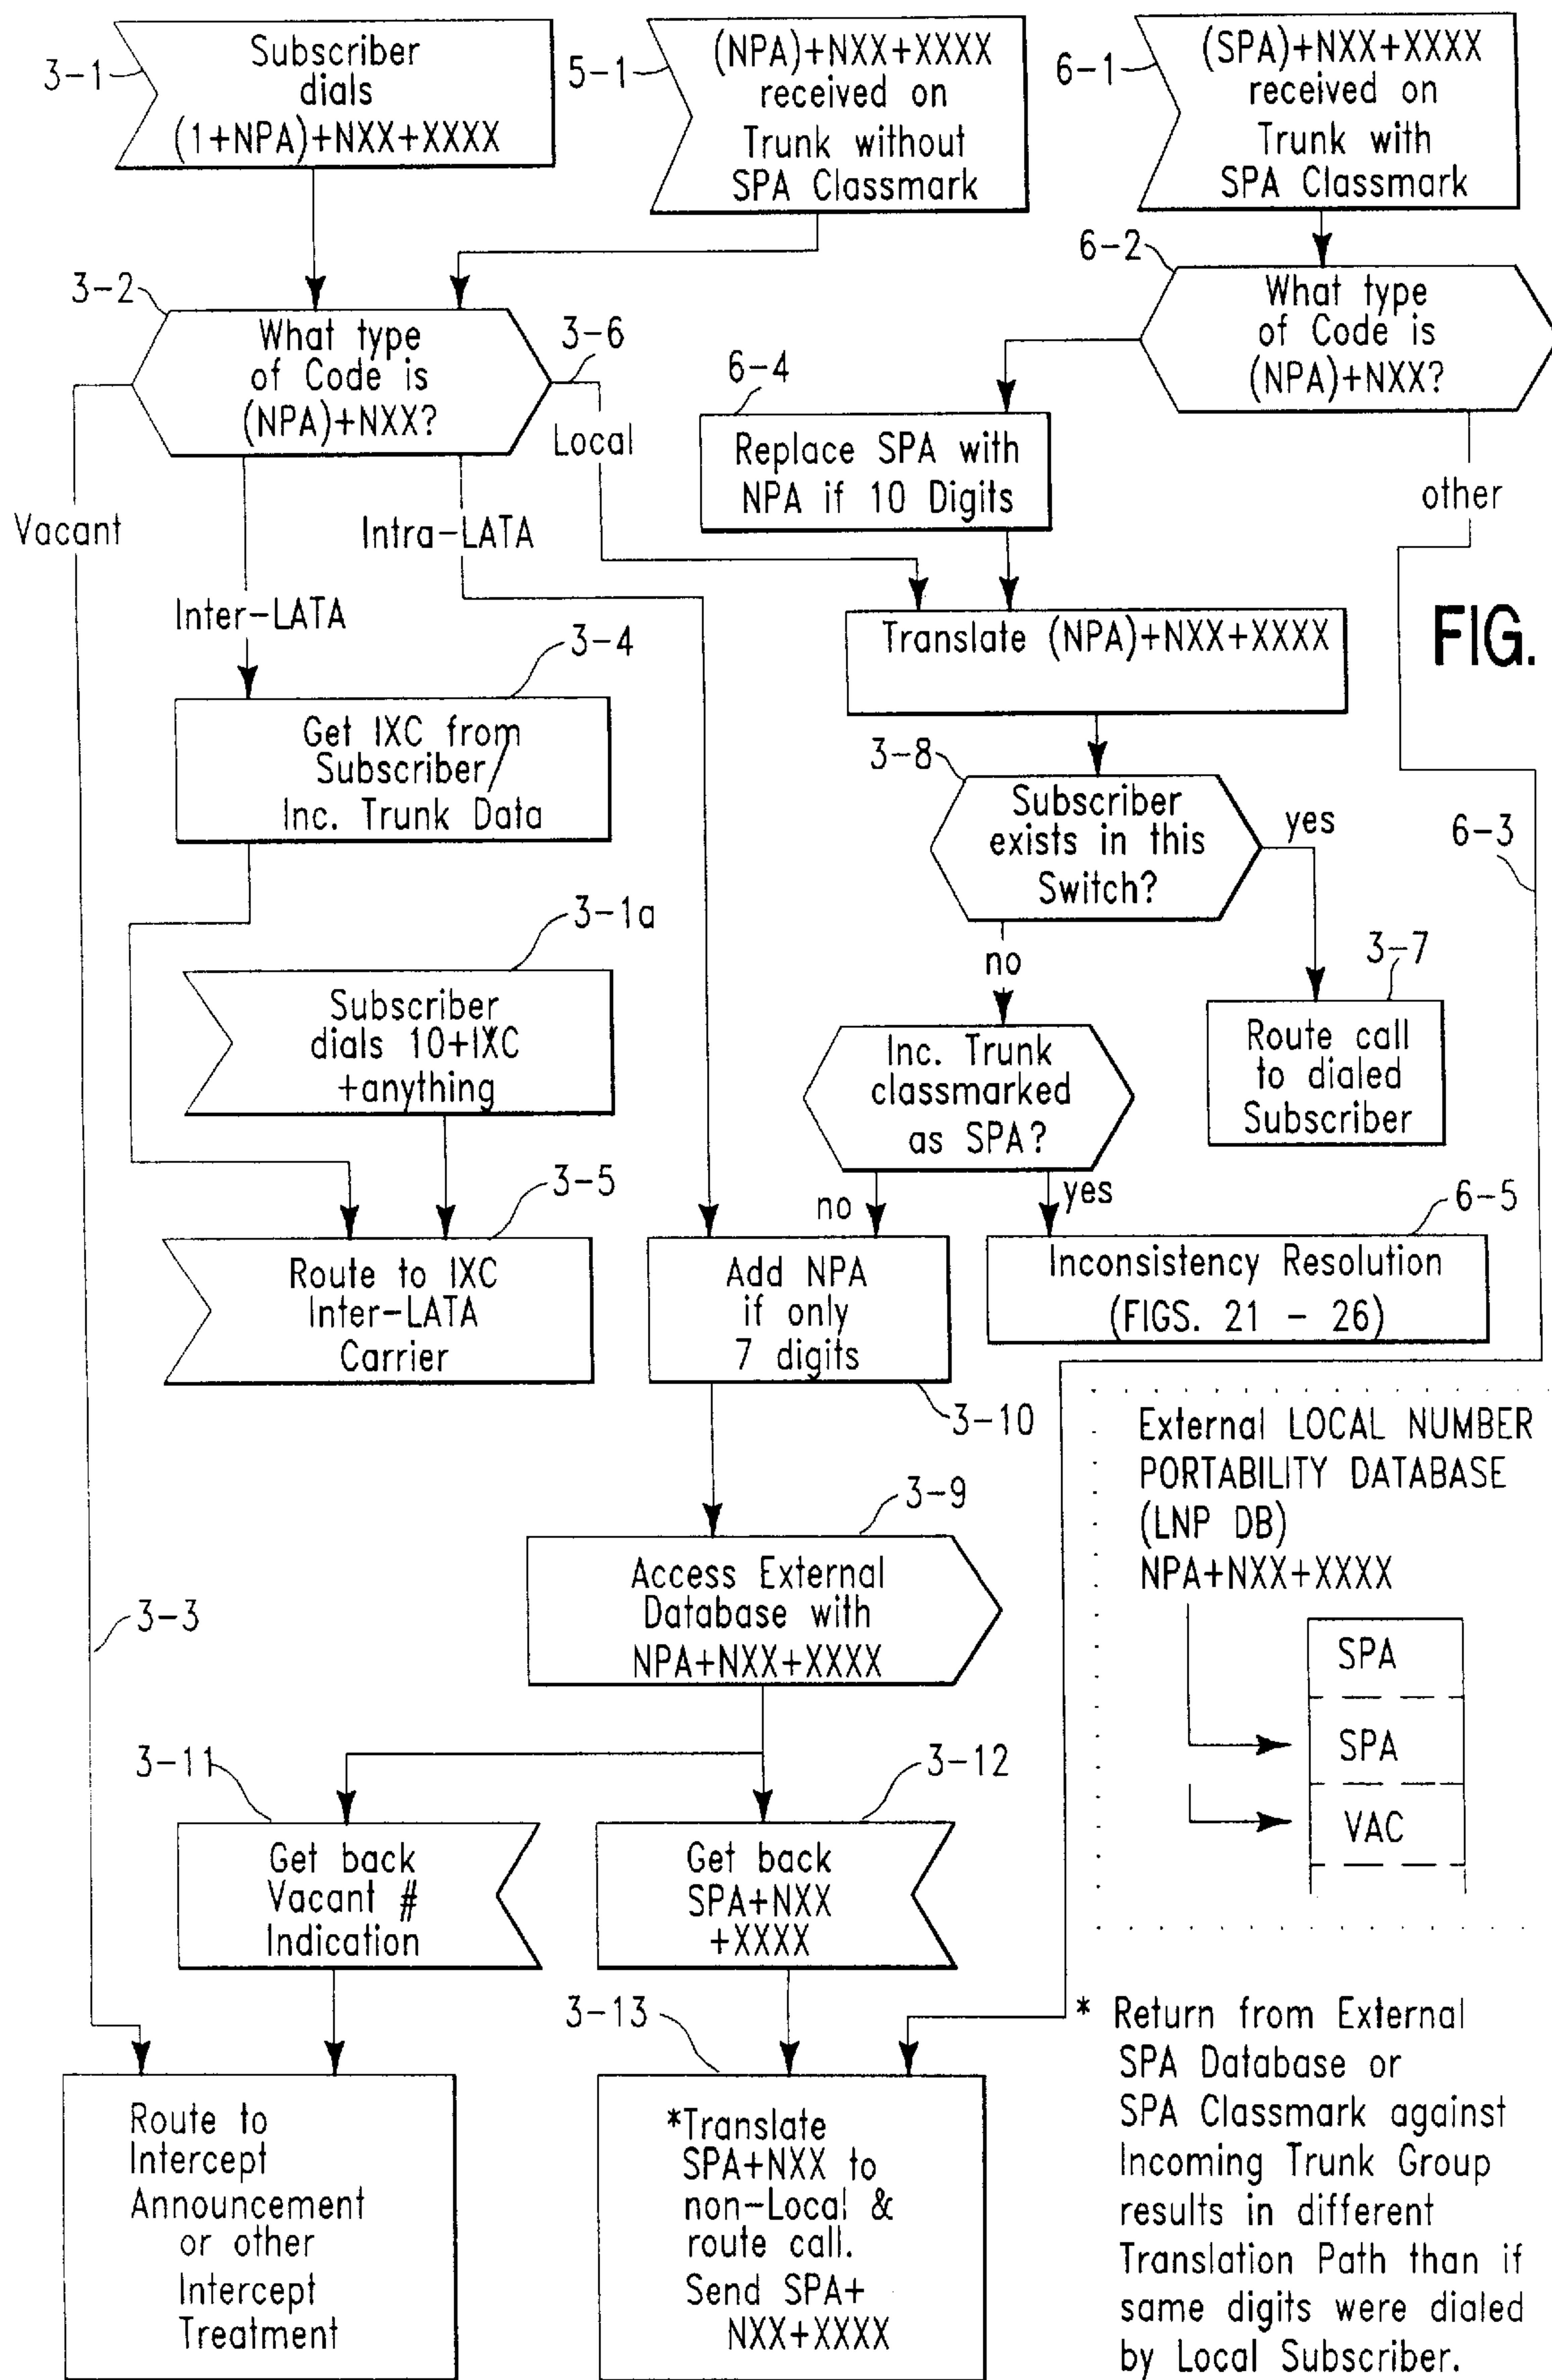 3-1
Subscriber
dials
(1+NPA)+NXX+XXXX
5-1
(NPA)+NXX+XXXX
received on
Trunk without
SPA Classmark
6-1
(SPA)+NXX+XXXX
received on
Trunk with
SPA Classmark
3-2
What type
of Code is
(NPA)+NXX?
3-6
Local
6-2
What type
of Code is
(NPA)+NXX?
6-4
Replace SPA with
NPA if 10 Digits
other
Vacant
Intra-LATA
Inter-LATA
Translate (NPA)+NXX+XXXX
FIG.
3-4
Get IXC from
Subscriber/
Inc. Trunk Data
3-8
Subscriber
exists in this
Switch?
yes
6-3
no
3-7
Route call
to dialed
Subscriber
3-1a
Subscriber
dials 10+IXC
+anything
Inc. Trunk
classmarked
as SPA?
no
yes
3-5
Route to IXC
Inter-LATA
Carrier
Add NPA
if only
7 digits
3-10
6-5
Inconsistency Resolution
(FIGS. 21 - 26)
External LOCAL NUMBER
PORTABILITY DATABASE
(LNP DB)
NPA+NXX+XXXX
SPA
SPA
VAC
3-9
Access External
Database with
NPA+NXX+XXXX
3-3
3-11
Get back
Vacant #
Indication
3-12
Get back
SPA+NXX
+XXXX
3-13
Route to
Intercept
Announcement
or other
Intercept
Treatment
*Translate
SPA+NXX to
non-Local &
route call.
Send SPA+
NXX+XXXX
* Return from External
SPA Database or
SPA Classmark against
Incoming Trunk Group
results in different
Translation Path than if
same digits were dialed
by Local Subscriber.